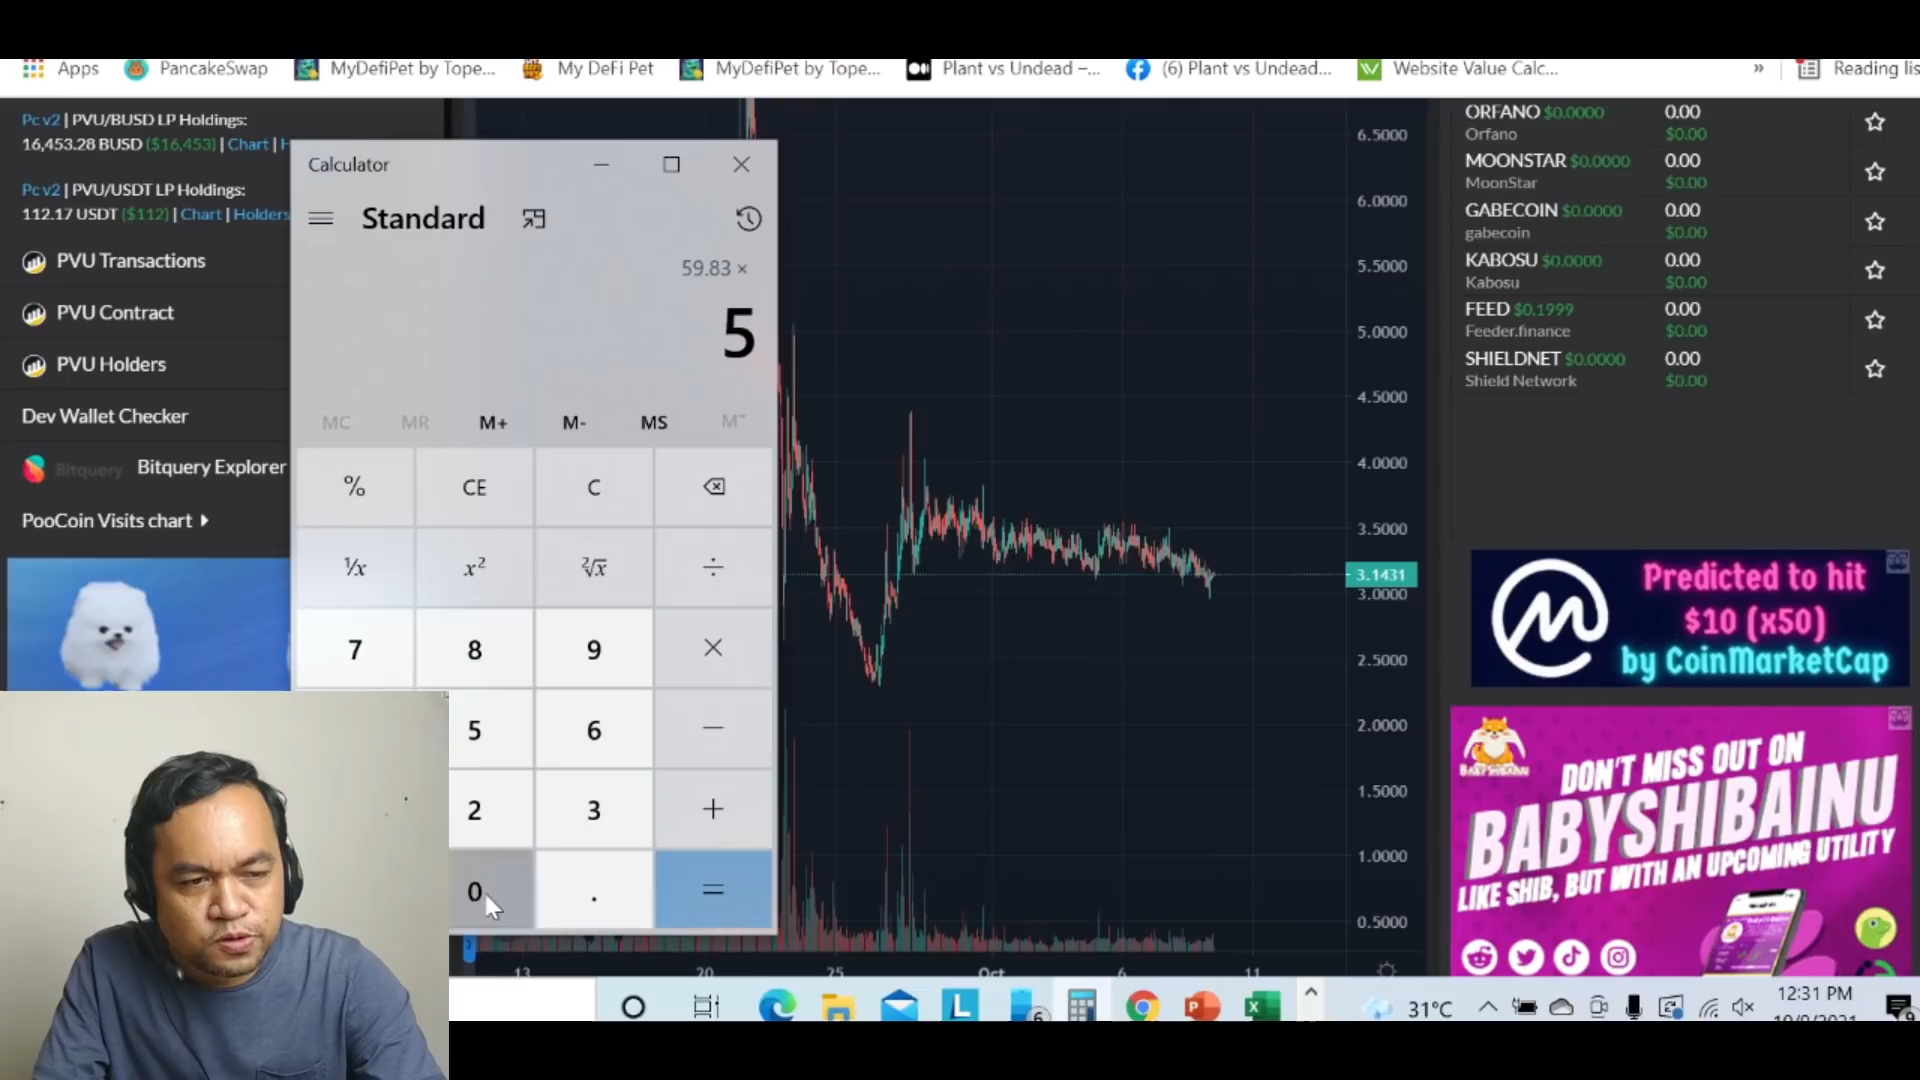 Apps
PancakeSwap
MyDefiPet by Tope...
My DeFi Pet
MyDefiPet by Tope...
Plant vs Undead –...
(6) Plant vs Undead...
Website Value Calc...
»
Reading lis
Pc v2 | PVU/BUSD LP Holdings:
16,453.28 BUSD ($16,453) | Chart | H
Pc v2 | PVU/USDT LP Holdings:
112.17 USDT ($112) | Chart | Holders
PVU Transactions
PVU Contract
PVU Holders
Dev Wallet Checker
Bitquery Bitquery Explorer
PooCoin Visits chart
Calculator
Standard
59.83 ×
5
MC MR M+ M- MS M˅
% CE C
¹/x x² ²√x ÷
7 8 9 ×
5 6 −
2 3 +
0 . =
6.5000
6.0000
5.5000
5.0000
4.5000
4.0000
3.5000
3.1431
3.0000
2.5000
2.0000
1.5000
1.0000
0.5000
13 20 25 Oct 6 11
ORFANO $0.0000 0.00
Orfano $0.00
MOONSTAR $0.0000 0.00
MoonStar $0.00
GABECOIN $0.0000 0.00
gabecoin $0.00
KABOSU $0.0000 0.00
Kabosu $0.00
FEED $0.1999 0.00
Feeder.finance $0.00
SHIELDNET $0.0000 0.00
Shield Network $0.00
Predicted to hit
$10 (x50)
by CoinMarketCap
BABYSHIBAINU
DON'T MISS OUT ON
BABYSHIBAINU
LIKE SHIB, BUT WITH AN UPCOMING UTILITY
L
6
P
X
31°C
12:31 PM
9